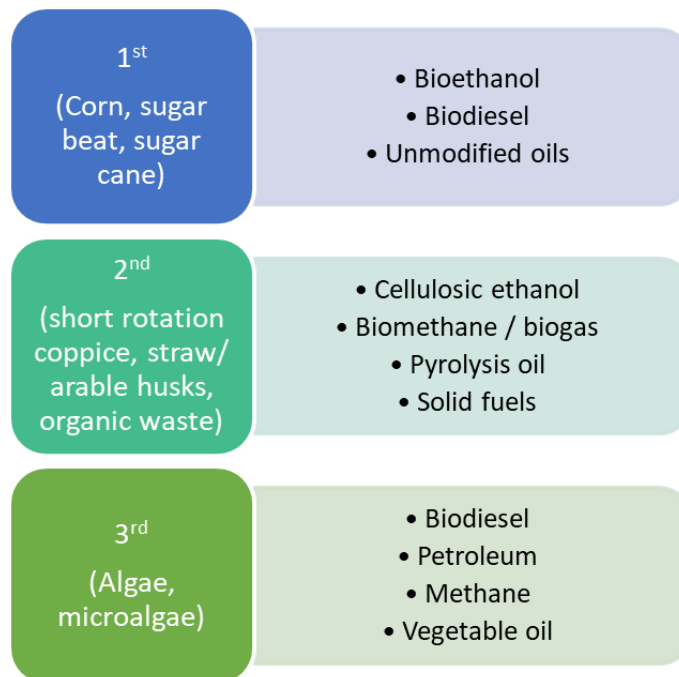 1st
(Corn, sugar
beat, sugar
cane)
• Bioethanol
• Biodiesel
• Unmodified oils
2nd
(short rotation
coppice, straw/
arable husks,
organic waste)
• Cellulosic ethanol
• Biomethane / biogas
• Pyrolysis oil
• Solid fuels
3rd
(Algae,
microalgae)
• Biodiesel
• Petroleum
• Methane
• Vegetable oil